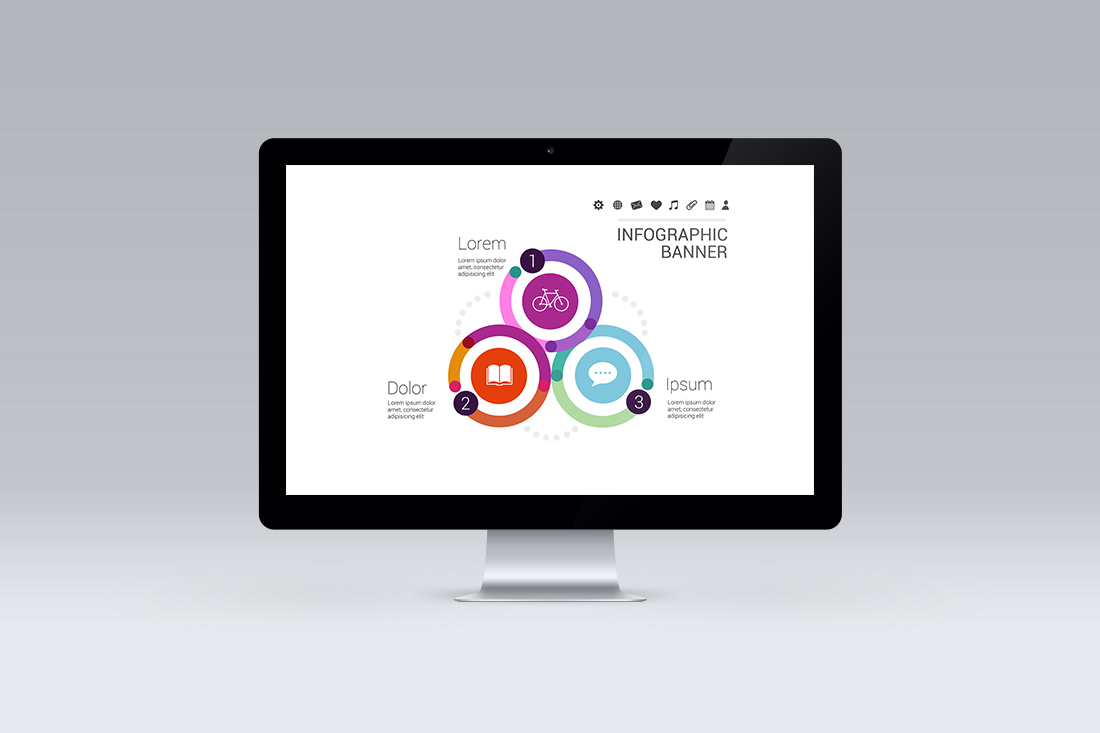 INFOGRAPHIC
BANNER
Lorem
Lorem ipsum dolor
amet, consectetur
adipisicing elit
1
Dolor
Lorem ipsum dolor
amet, consectetur
adipisicing elit
2
Ipsum
Lorem ipsum dolor
amet, consectetur
adipisicing elit
3